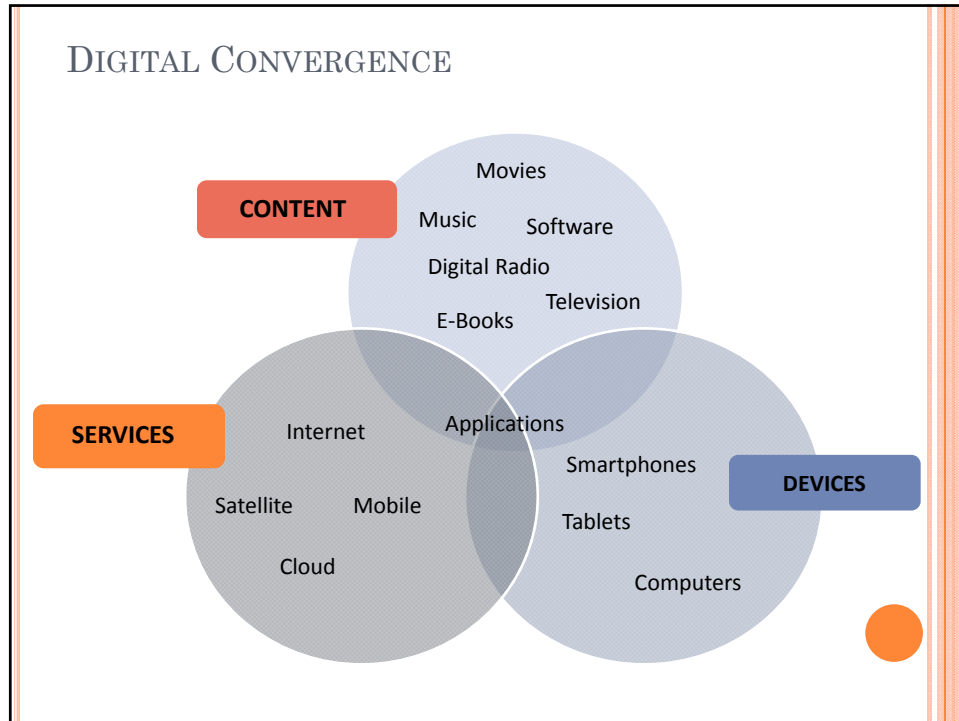 DIGITAL CONVERGENCE
CONTENT
Movies
Music
Software
Digital Radio
Television
E-Books
SERVICES
Internet
Satellite
Mobile
Cloud
Applications
DEVICES
Smartphones
Tablets
Computers